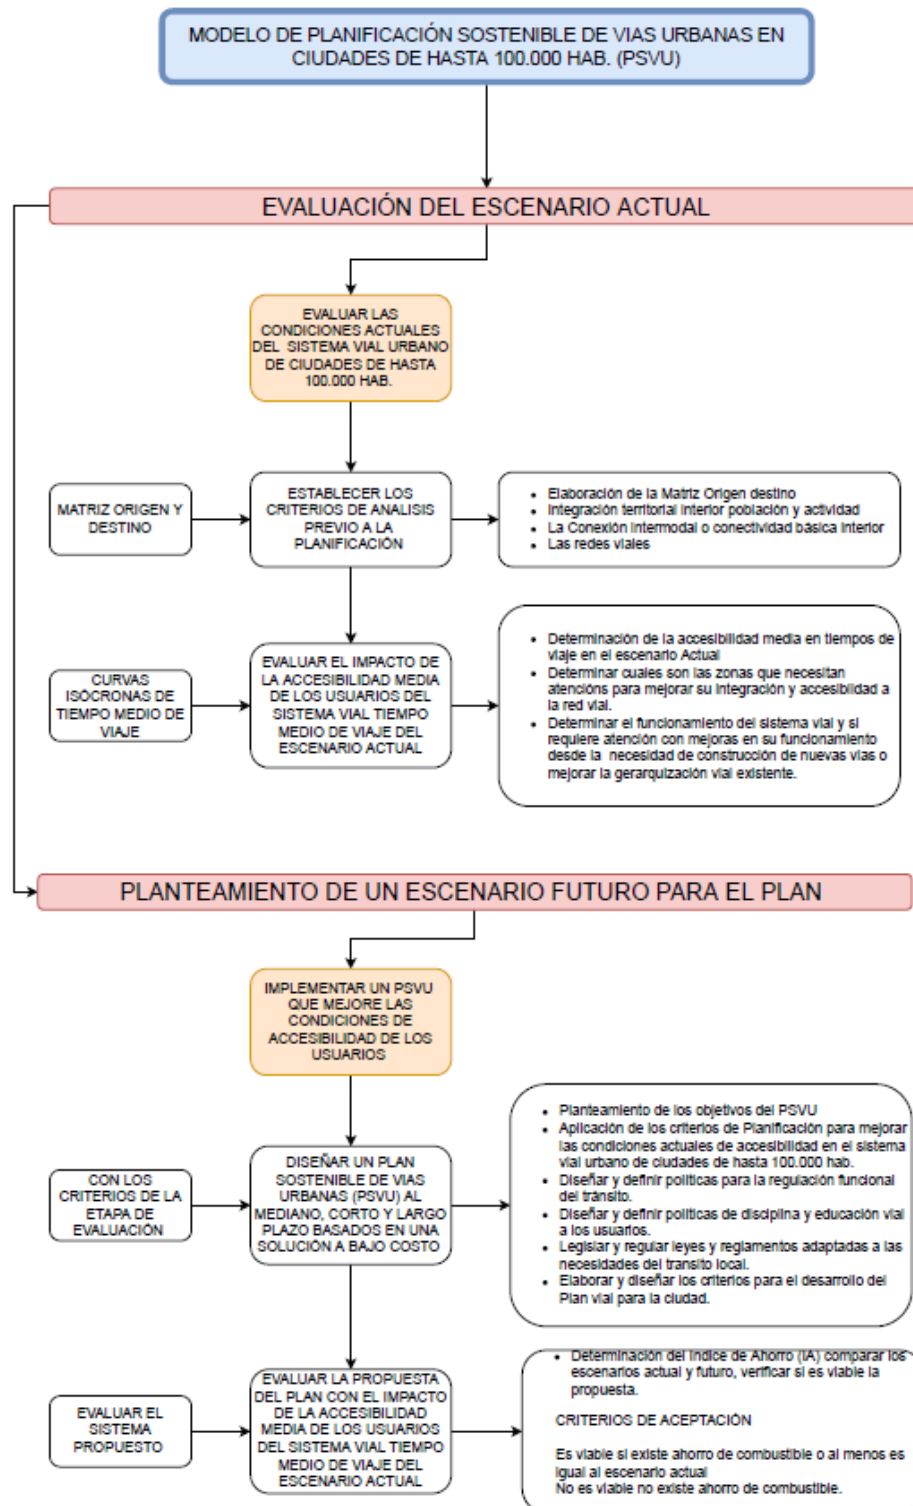 MODELO DE PLANIFICACIÓN SOSTENIBLE DE VIAS URBANAS EN
CIUDADES DE HASTA 100.000 HAB. (PSVU)
EVALUACIÓN DEL ESCENARIO ACTUAL
EVALUAR LAS
CONDICIONES ACTUALES
DEL SISTEMA VIAL URBANO
DE CIUDADES DE HASTA
100.000 HAB.
MATRIZ ORIGEN Y
DESTINO
ESTABLECER LOS
CRITERIOS DE ANALISIS
PREVIO A LA
PLANIFICACIÓN
• Elaboración de la Matriz Origen destino
• Integración territorial interior población y actividad
• La Conexión intermodal o conectividad básica interior
• Las redes viales
CURVAS
ISÓCRONAS DE
TIEMPO MEDIO DE
VIAJE
EVALUAR EL IMPACTO DE
LA ACCESIBILIDAD MEDIA
DE LOS USUARIOS DEL
SISTEMA VIAL TIEMPO
MEDIO DE VIAJE DEL
ESCENARIO ACTUAL
• Determinación de la accesibilidad media en tiempos de
viaje en el escenario Actual
• Determinar cuales son las zonas que necesitan
atencións para mejorar su integración y accesiblidad a
la red vial.
• Determinar el funcionamiento del sistema vial y si
requiere atención con mejoras en su funcionamiento
desde la necesidad de construcción de nuevas vias o
mejorar la gerarquización vial existente.
PLANTEAMIENTO DE UN ESCENARIO FUTURO PARA EL PLAN
IMPLEMENTAR UN PSVU
QUE MEJORE LAS
CONDICIONES DE
ACCESIBILIDAD DE LOS
USUARIOS
CON LOS
CRITERIOS DE LA
ETAPA DE
EVALUACIÓN
DISEÑAR UN PLAN
SOSTENIBLE DE VIAS
URBANAS (PSVU) AL
MEDIANO, CORTO Y LARGO
PLAZO BASADOS EN UNA
SOLUCIÓN A BAJO COSTO
• Planteamiento de los objetivos del PSVU
• Aplicación de los criterios de Planificación para mejorar
las condiciones actuales de accesibilidad en el sistema
vial urbano de ciudades de hasta 100.000 hab.
• Diseñar y definir politicas para la regulación funcional
del tránsito.
• Diseñar y definir politicas de disciplina y educación vial
a los usuarios.
• Legislar y regular leyes y reglamentos adaptadas a las
necesidades del transito local.
• Elaborar y diseñar los criterios para el desarrollo del
Plan vial para la ciudad.
EVALUAR EL
SISTEMA
PROPUESTO
EVALUAR LA PROPUESTA
DEL PLAN CON EL IMPACTO
DE LA ACCESIBILIDAD
MEDIA DE LOS USUARIOS
DEL SISTEMA VIAL TIEMPO
MEDIO DE VIAJE DEL
ESCENARIO ACTUAL
• Determinación del Indice de Ahorro (IA) comparar los
escenarios actual y futuro, verificar si es viable la
propuesta.
CRITERIOS DE ACEPTACIÓN
Es viable si existe ahorro de combustible o al menos es
igual al escenario actual
No es viable no existe ahorro de combustible.